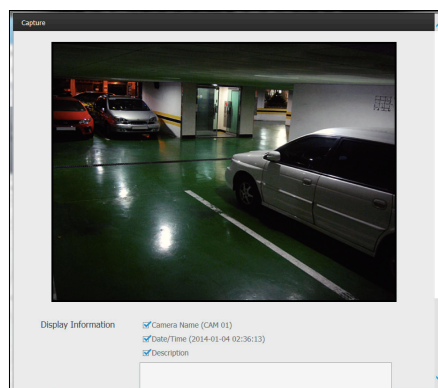 Capture
Display Information
Camera Name (CAM 01)
Date/Time (2014-01-04 02:36:13)
Description